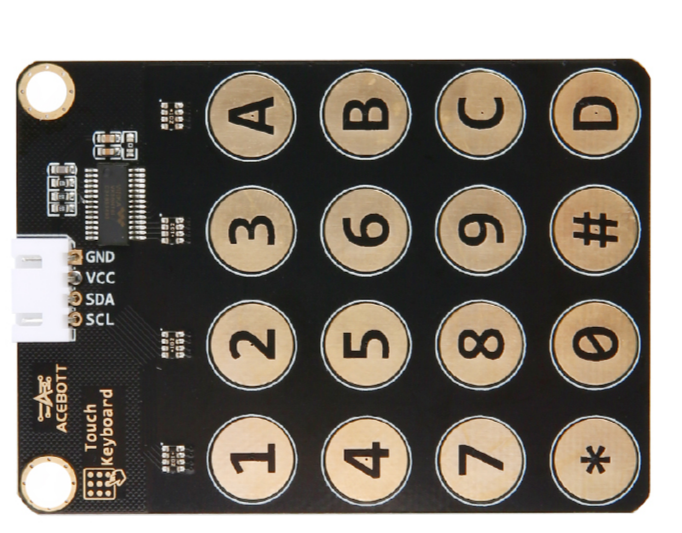 A B C D
3 6 9 #
2 5 8 0
1 4 7 *
GND
VCC
SDA
SCL
ACEBOTT
Touch
Keyboard